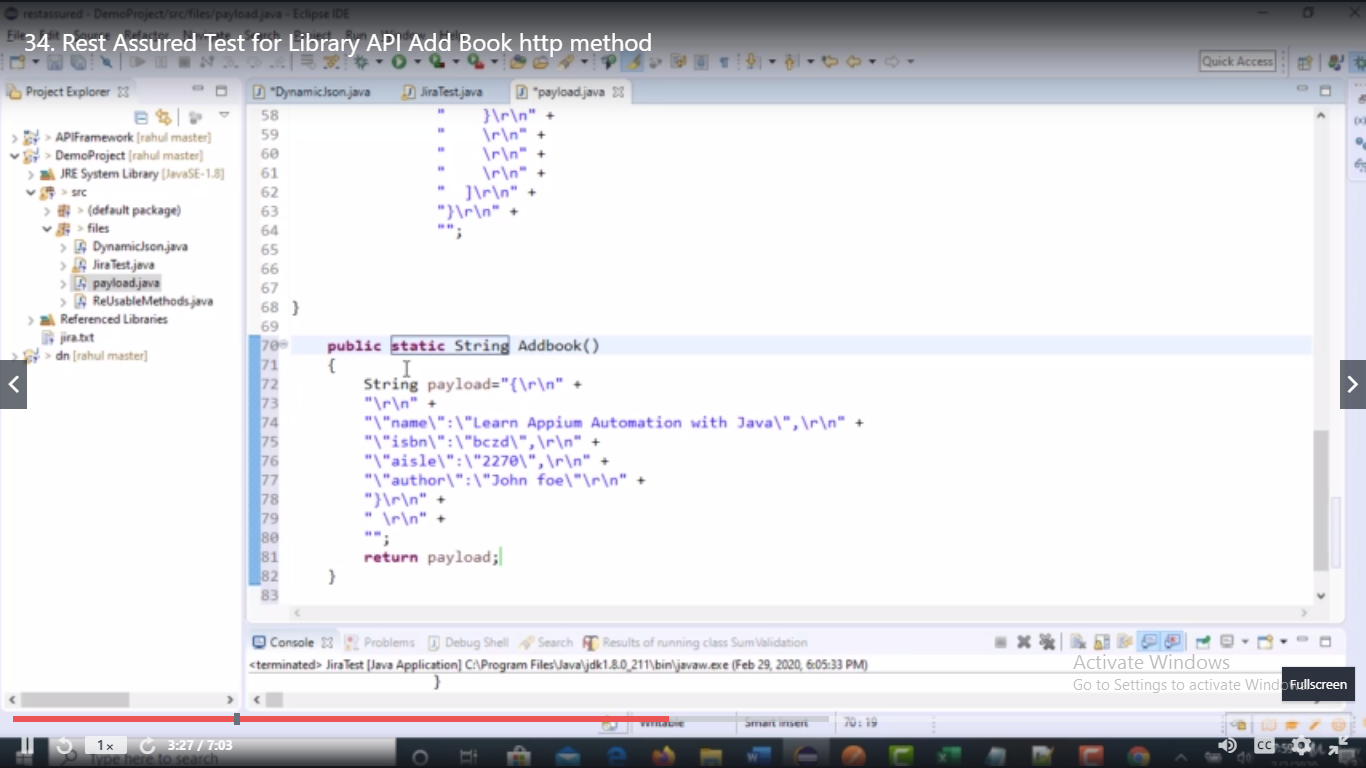 restassured - DemoProject/src/files/payload.java - Eclipse IDE
34. Rest Assured Test for Library API Add Book http method
Quick Access
Project Explorer
*DynamicJson.java
JiraTest.java
*payload.java
> APIFramework [rahul master]
> DemoProject [rahul master]
JRE System Library [JavaSE-1.8]
> src
> (default package)
> files
DynamicJson.java
JiraTest.java
payload.java
ReUsableMethods.java
Referenced Libraries
jira.txt
> dn [rahul master]
58 "     }\r\n" +
59 "     \r\n" +
60 "     \r\n" +
61 "     \r\n" +
62 "  ]\r\n" +
63 "}\r\n" +
64 "";
65
66
67
68 }
69
70 public static String Addbook()
71 {
72 String payload="{\r\n" +
73 "\r\n" +
74 "\"name\":\"Learn Appium Automation with Java\",\r\n" +
75 "\"isbn\":\"bczd\",\r\n" +
76 "\"aisle\":\"2270\",\r\n" +
77 "\"author\":\"John foe\"\r\n" +
78 "}\r\n" +
79 " \r\n" +
80 "";
81 return payload;
82 }
83
Console
Problems
Debug Shell
Search
Results of running class SumValidation
<terminated> JiraTest [Java Application] C:\Program Files\Java\jdk1.8.0_211\bin\javaw.exe (Feb 29, 2020, 6:05:33 PM)
}
Activate Windows
Go to Settings to activate
Fullscreen
Writable
Smart Insert
70 : 19
1x
3:27 / 7:03
Type here to search
CC